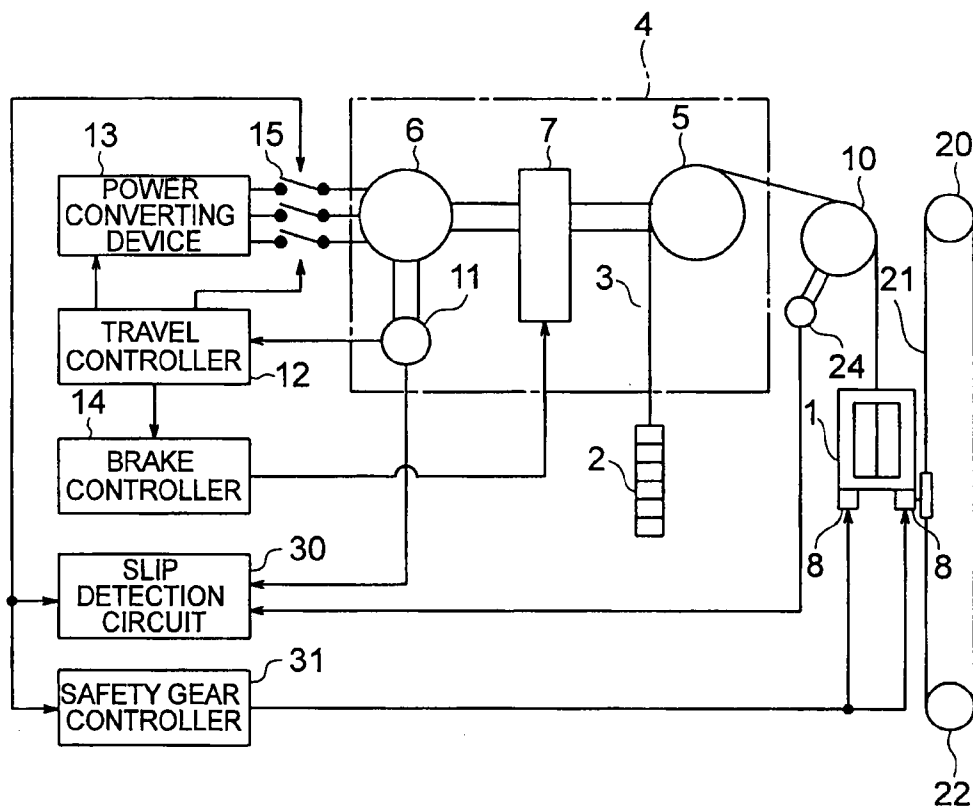 4
13
15
6
7
5
10
20
POWER
CONVERTING
DEVICE
11
3
21
TRAVEL
CONTROLLER
12
24
14
1
BRAKE
CONTROLLER
2
8
8
30
SLIP
DETECTION
CIRCUIT
31
SAFETY GEAR
CONTROLLER
22